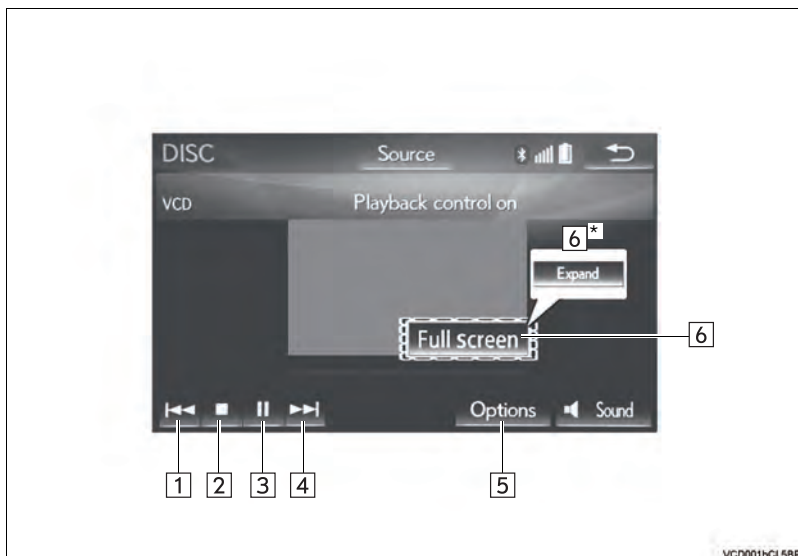 DISC Source
VCD Playback control on
6*
Expand
Full screen 6
Options Sound
1 2 3 4 5